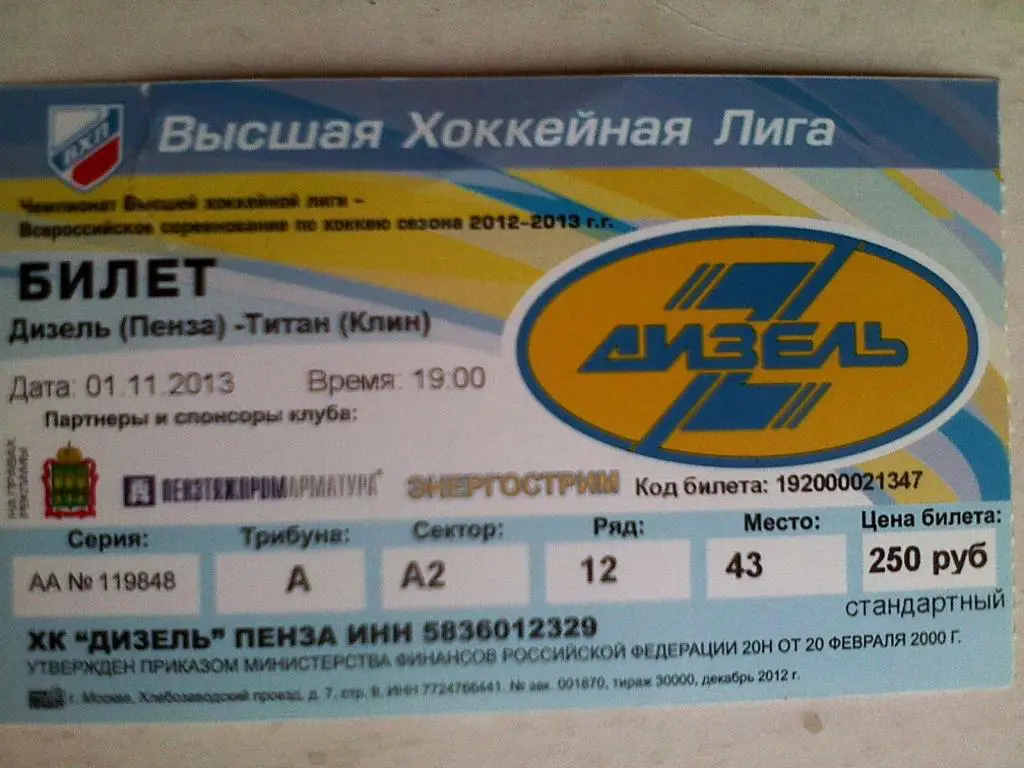 ВХЛ
Высшая Хоккейная Лига
Чемпионат Высшей хоккейной лиги –
Всероссийское соревнование по хоккею сезона 2012–2013 г.г.
БИЛЕТ
Дизель (Пенза) -Титан (Клин)
Дата: 01.11.2013 Время: 19:00
ДИЗЕЛЬ
Партнеры и спонсоры клуба:
НА ПРАВАХ
РЕКЛАМЫ
ПЕНЗТЯЖПРОМАРМАТУРА
ЭНЕРГОСТРИМ
Код билета: 192000021347
Серия: Трибуна: Сектор: Ряд: Место: Цена билета:
АА № 119848 А А2 12 43 250 руб
стандартный
ХК "ДИЗЕЛЬ" ПЕНЗА ИНН 5836012329
УТВЕРЖДЕН ПРИКАЗОМ МИНИСТЕРСТВА ФИНАНСОВ РОССИЙСКОЙ ФЕДЕРАЦИИ 20Н ОТ 20 ФЕВРАЛЯ 2000 Г.
г. Москва, Хлебозаводский проезд, д. 7, стр. 9, ИНН 7724766441, № зак. 001870, тираж 30000, декабрь 2012 г.